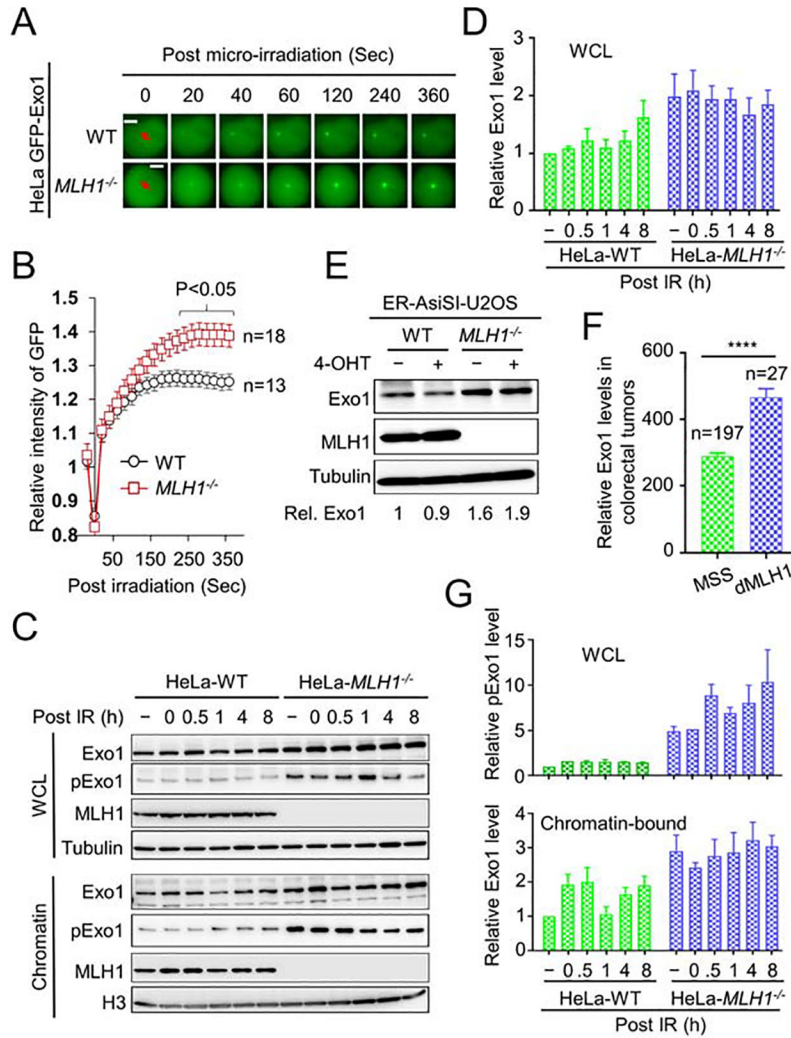 A
Post micro-irradiation (Sec)
0 20 40 60 120 240 360
HeLa GFP-Exo1
WT
MLH1-/-
B
Relative intensity of GFP
1.5
1.4
1.3
1.2
1.1
1
0.9
0.8
P<0.05
n=18
n=13
WT
MLH1-/-
50 150 250 350
Post irradiation (Sec)
C
HeLa-WT HeLa-MLH1-/-
Post IR (h) – 0 0.5 1 4 8 – 0 0.5 1 4 8
WCL
Exo1
pExo1
MLH1
Tubulin
Chromatin
Exo1
pExo1
MLH1
H3
D
Relative Exo1 level
3
2
1
0
WCL
– 0 .5 1 4 8 – 0 .5 1 4 8
HeLa-WT HeLa-MLH1-/-
Post IR (h)
E
ER-AsiSI-U2OS
WT MLH1-/-
4-OHT – + – +
Exo1
MLH1
Tubulin
Rel. Exo1 1 0.9 1.6 1.9
F
Relative Exo1 levels in
colorectal tumors
600
400
200
0
****
n=27
n=197
MSS
dMLH1
G
Relative pExo1 level
15
10
5
0
WCL
Relative Exo1 level
4
3
2
1
0
Chromatin-bound
– 0 .5 1 4 8 – 0 .5 1 4 8
HeLa-WT HeLa-MLH1-/-
Post IR (h)